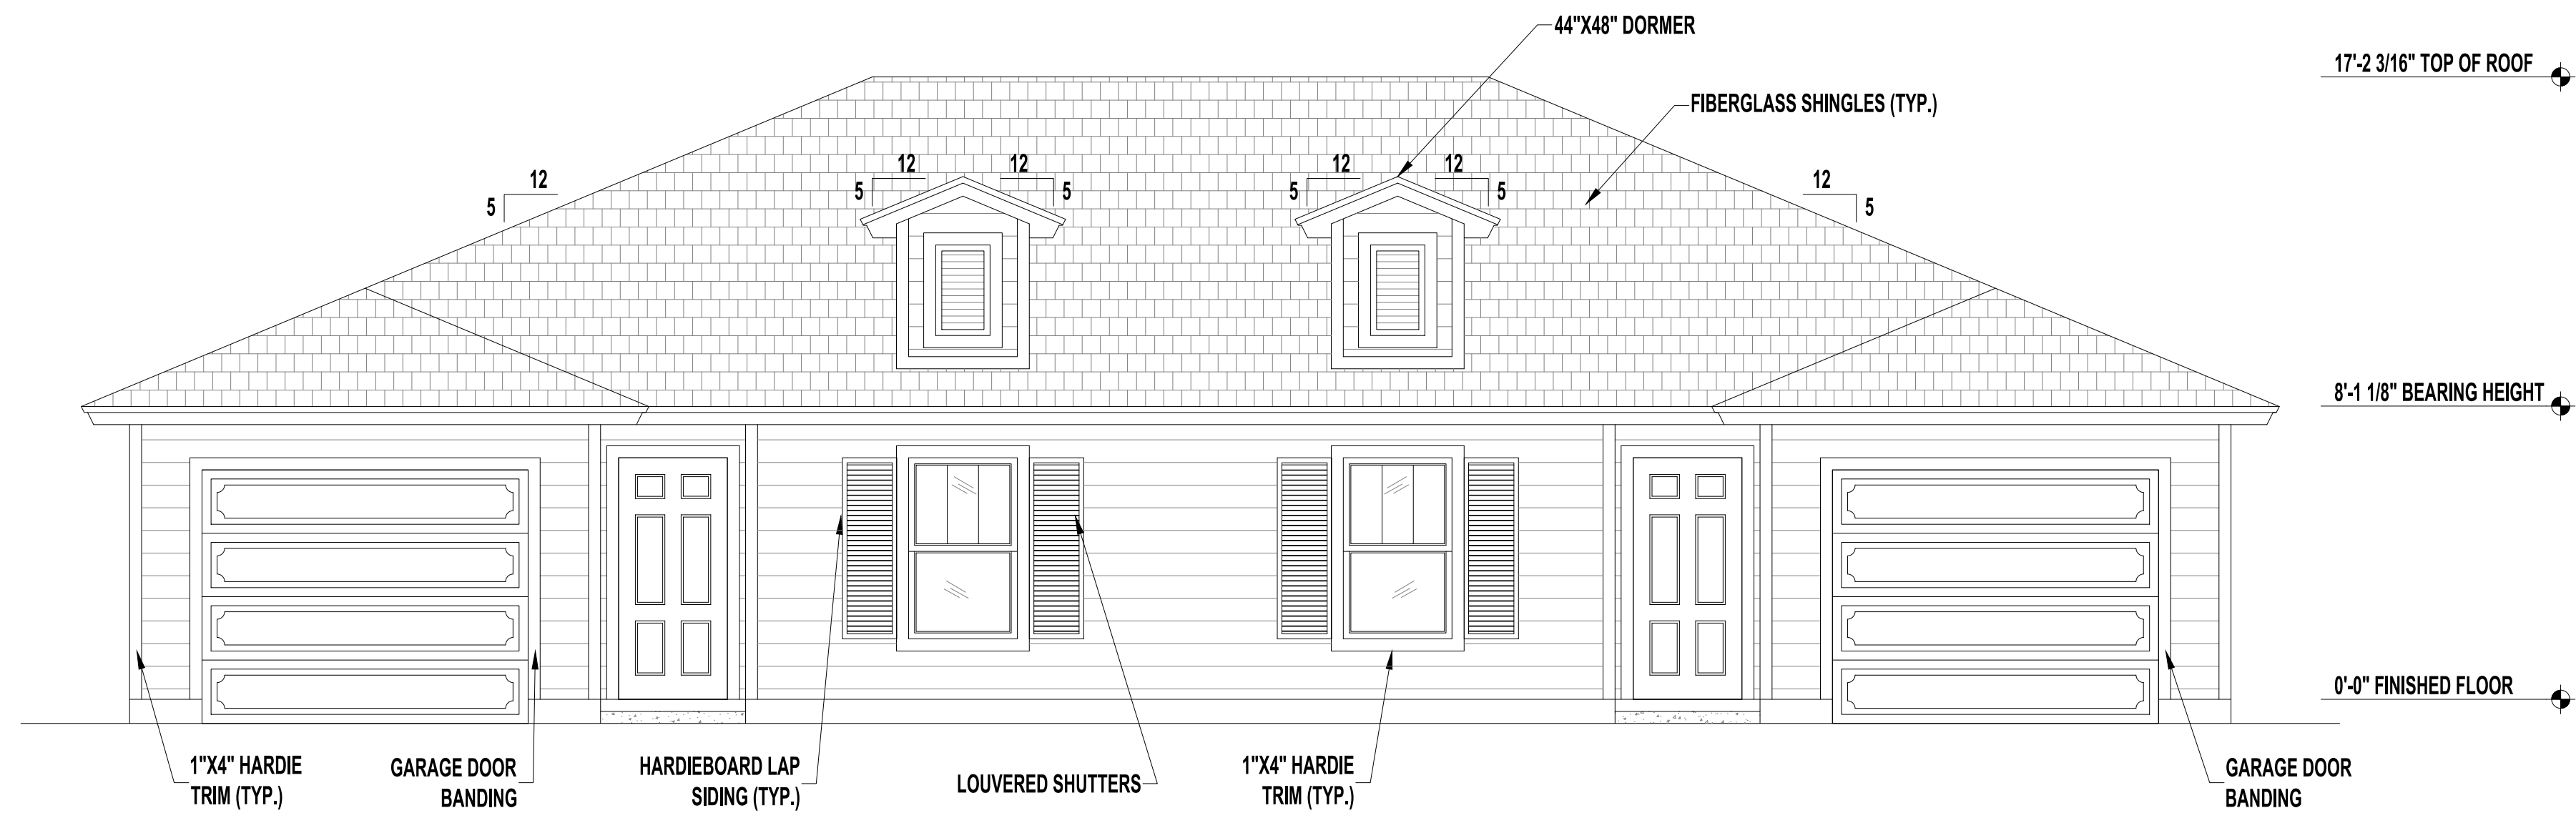 44"X48" DORMER
17'-2 3/16" TOP OF ROOF
FIBERGLASS SHINGLES (TYP.)
12
5
12
5
12
5
12
5
12
5
12
5
8'-1 1/8" BEARING HEIGHT
0'-0" FINISHED FLOOR
1"X4" HARDIE
TRIM (TYP.)
GARAGE DOOR
BANDING
HARDIEBOARD LAP
SIDING (TYP.)
LOUVERED SHUTTERS
1"X4" HARDIE
TRIM (TYP.)
GARAGE DOOR
BANDING